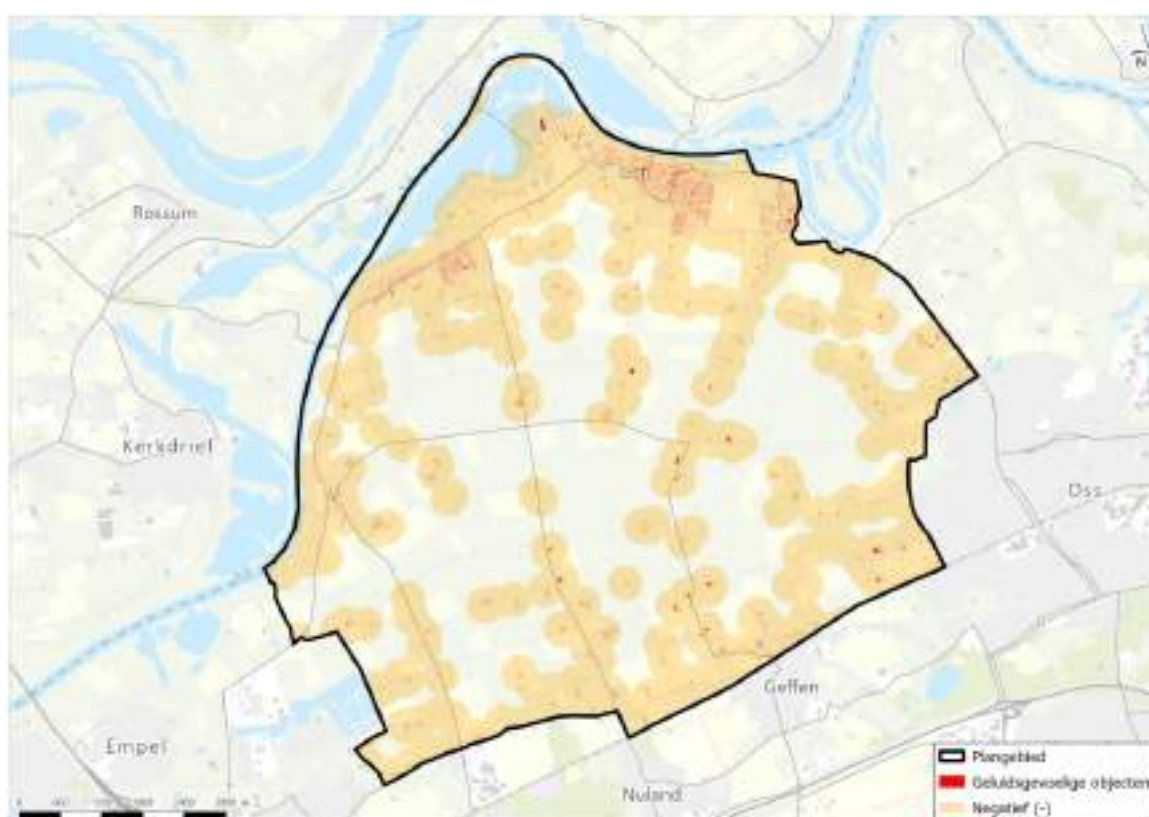 N
Rossum
Kerkdriel
Oss
Geffen
Empel
Nuland
Plangebied
Geluidsgevoelige objecten
Negatief (-)